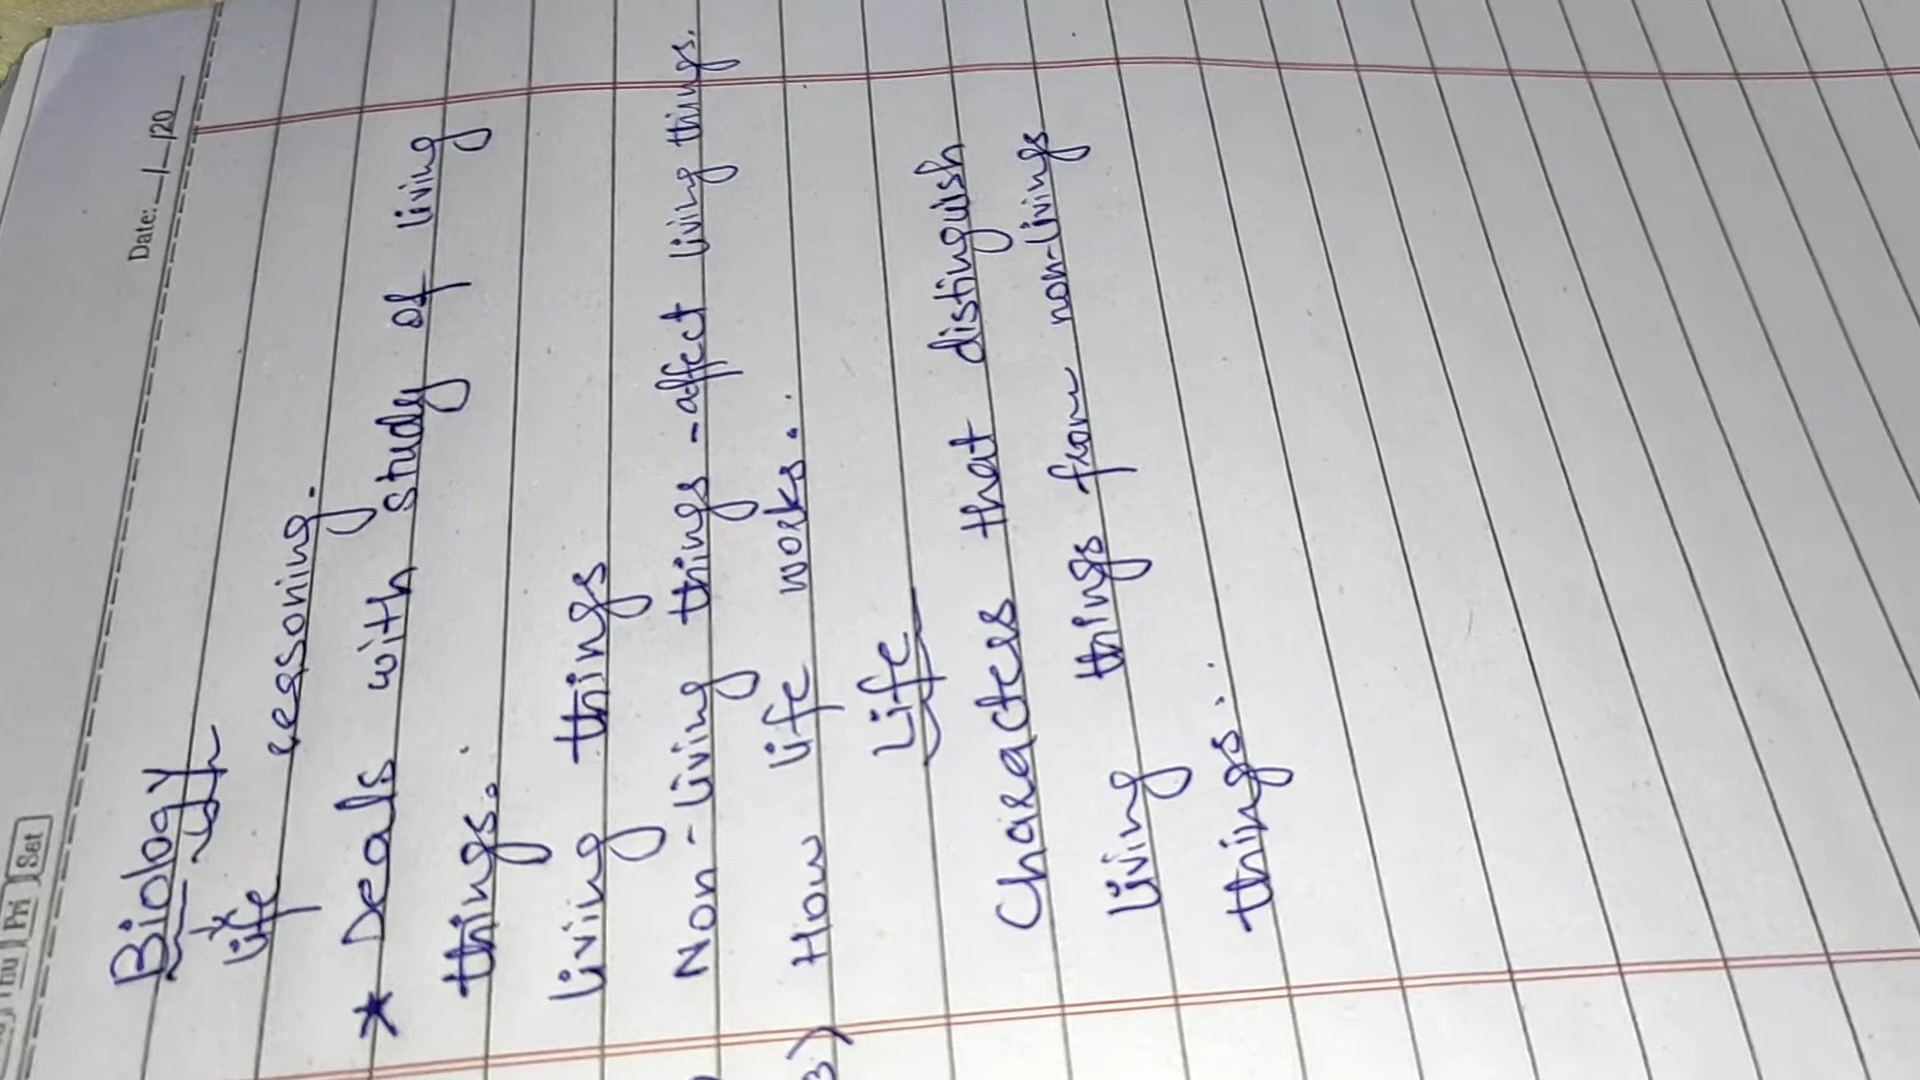 Thu Fri Sat
Date: _/_/20
Biology
life reasoning.
★ Deals with study of living
things.
living things
Non-living things - affect living things.
3) How life works.
Life
Characters that distinguish
living things from non-livings
things.